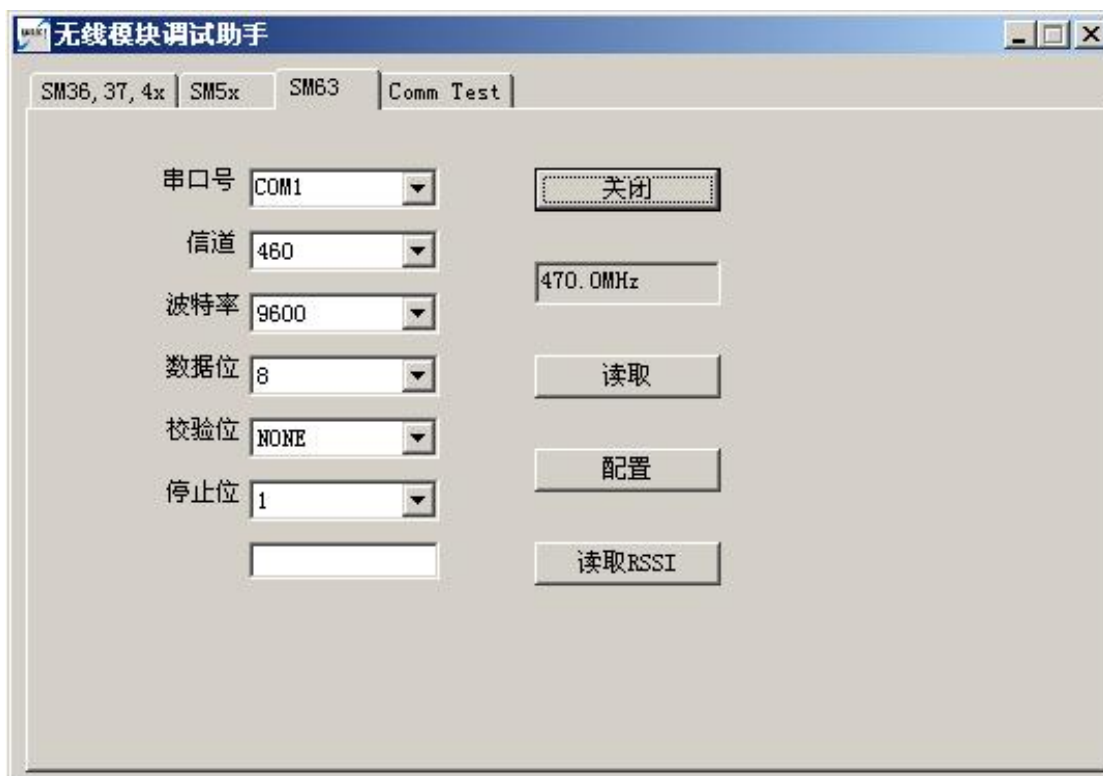 无线模块调试助手
SM36,37,4x SM5x SM63 Comm Test
串口号 COM1 关闭
信道 460
470.0MHz
波特率 9600
数据位 8 读取
校验位 NONE
配置
停止位 1
读取RSSI